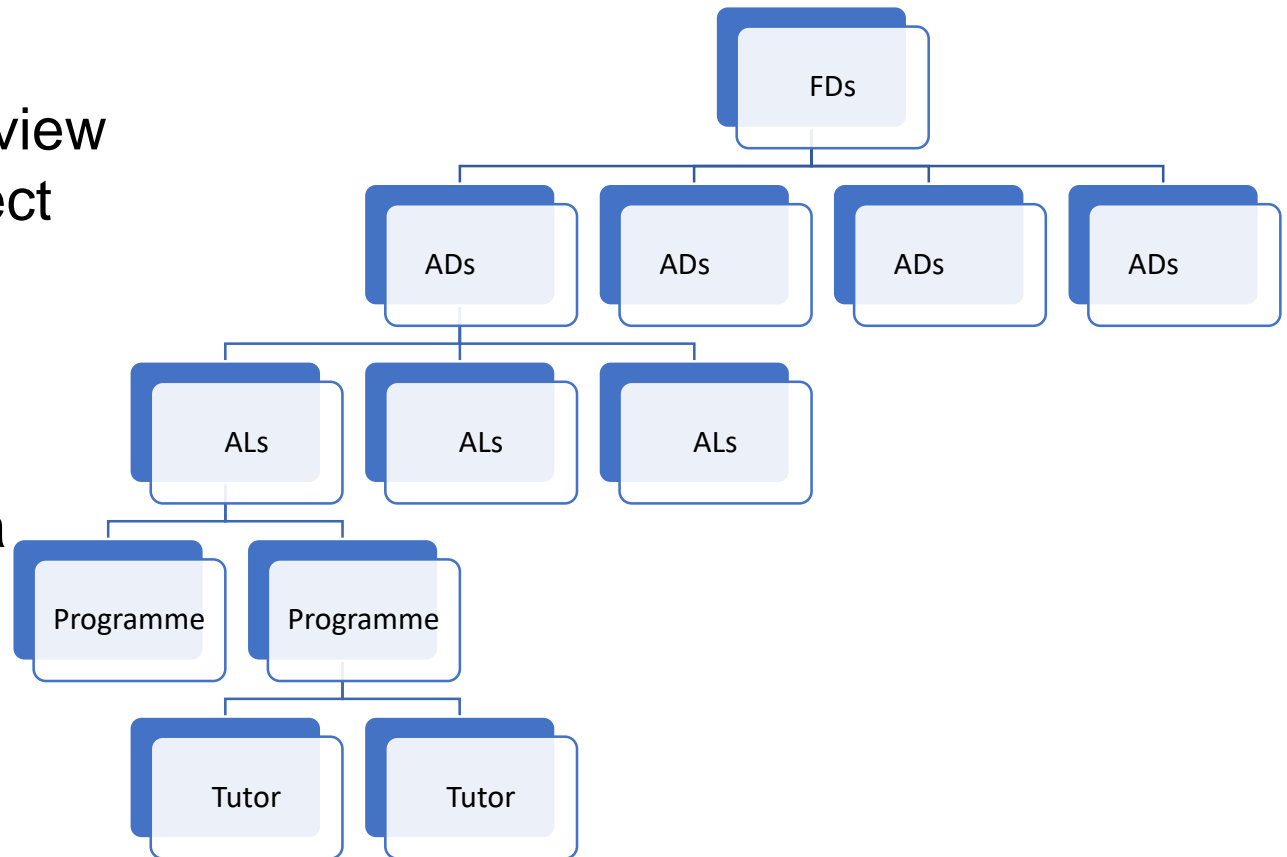 FDs
view
ect
ADs ADs ADs ADs
ALs ALs ALs
a
Programme Programme
Tutor Tutor